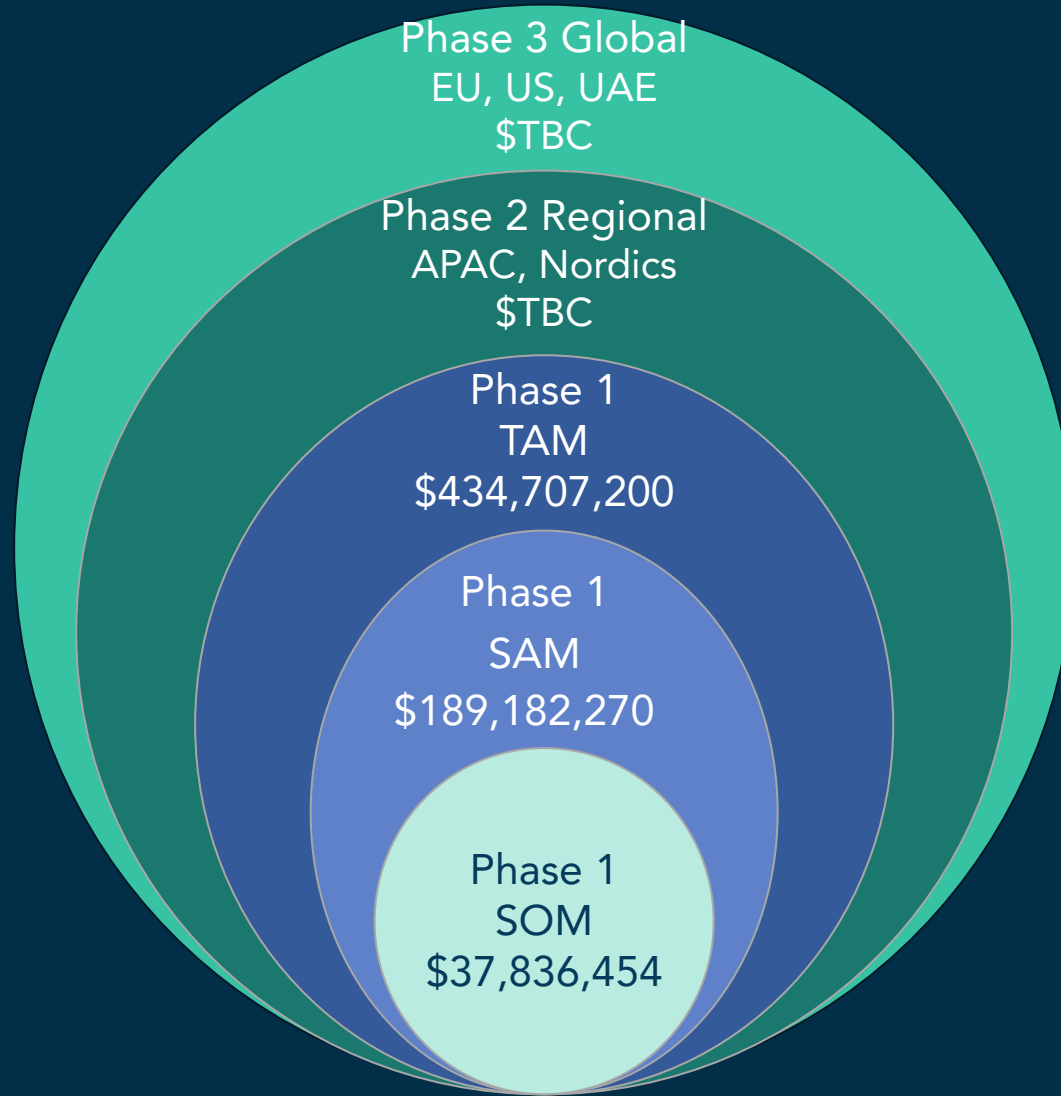 Phase 3 Global
EU, US, UAE
$TBC
Phase 2 Regional
APAC, Nordics
$TBC
Phase 1
TAM
$434,707,200
Phase 1
SAM
$189,182,270
Phase 1
SOM
$37,836,454